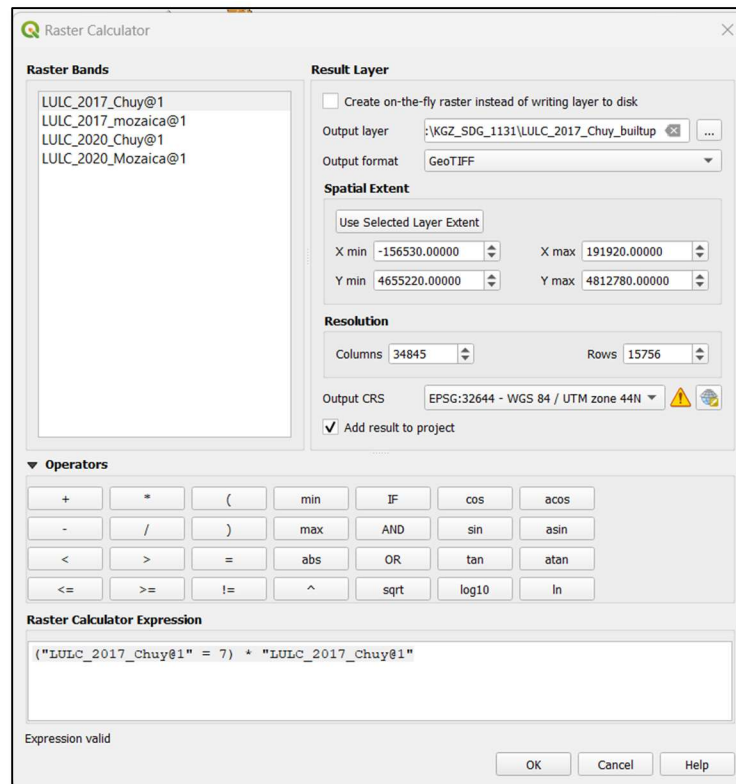 Raster Calculator
Raster Bands
LULC_2017_Chuy@1
LULC_2017_mozaica@1
LULC_2020_Chuy@1
LULC_2020_Mozaica@1
Result Layer
Create on-the-fly raster instead of writing layer to disk
Output layer :\KGZ_SDG_1131\LULC_2017_Chuy_builtup ...
Output format GeoTIFF
Spatial Extent
Use Selected Layer Extent
X min -156530.00000 X max 191920.00000
Y min 4655220.00000 Y max 4812780.00000
Resolution
Columns 34845 Rows 15756
Output CRS EPSG:32644 - WGS 84 / UTM zone 44N
Add result to project
Operators
+ * ( min IF cos acos
- / ) max AND sin asin
< > = abs OR tan atan
<= >= != ^ sqrt log10 ln
Raster Calculator Expression
("LULC_2017_Chuy@1" = 7) * "LULC_2017_Chuy@1"
Expression valid
OK Cancel Help